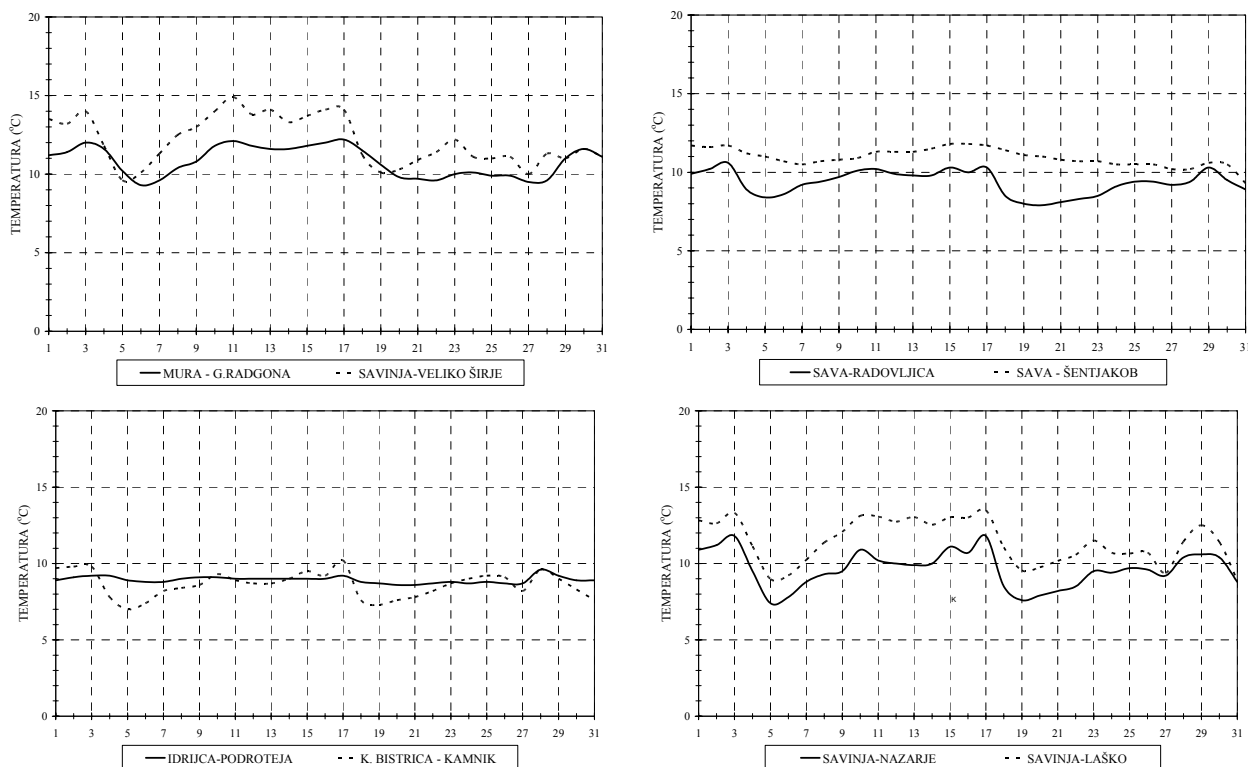 20
15
10
5
0
TEMPERATURA (°C)
1 3 5 7 9 11 13 15 17 19 21 23 25 27 29 31
MURA - G.RADGONA SAVINJA-VELIKO ŠIRJE
20
15
10
5
0
TEMPERATURA (°C)
1 3 5 7 9 11 13 15 17 19 21 23 25 27 29 31
SAVA-RADOVLJICA SAVA - ŠENTJAKOB
20
15
10
5
0
TEMPERATURA (°C)
1 3 5 7 9 11 13 15 17 19 21 23 25 27 29 31
IDRIJCA-PODROTEJA K. BISTRICA - KAMNIK
20
15
10
5
0
TEMPERATURA (°C)
K
1 3 5 7 9 11 13 15 17 19 21 23 25 27 29 31
SAVINJA-NAZARJE SAVINJA-LAŠKO